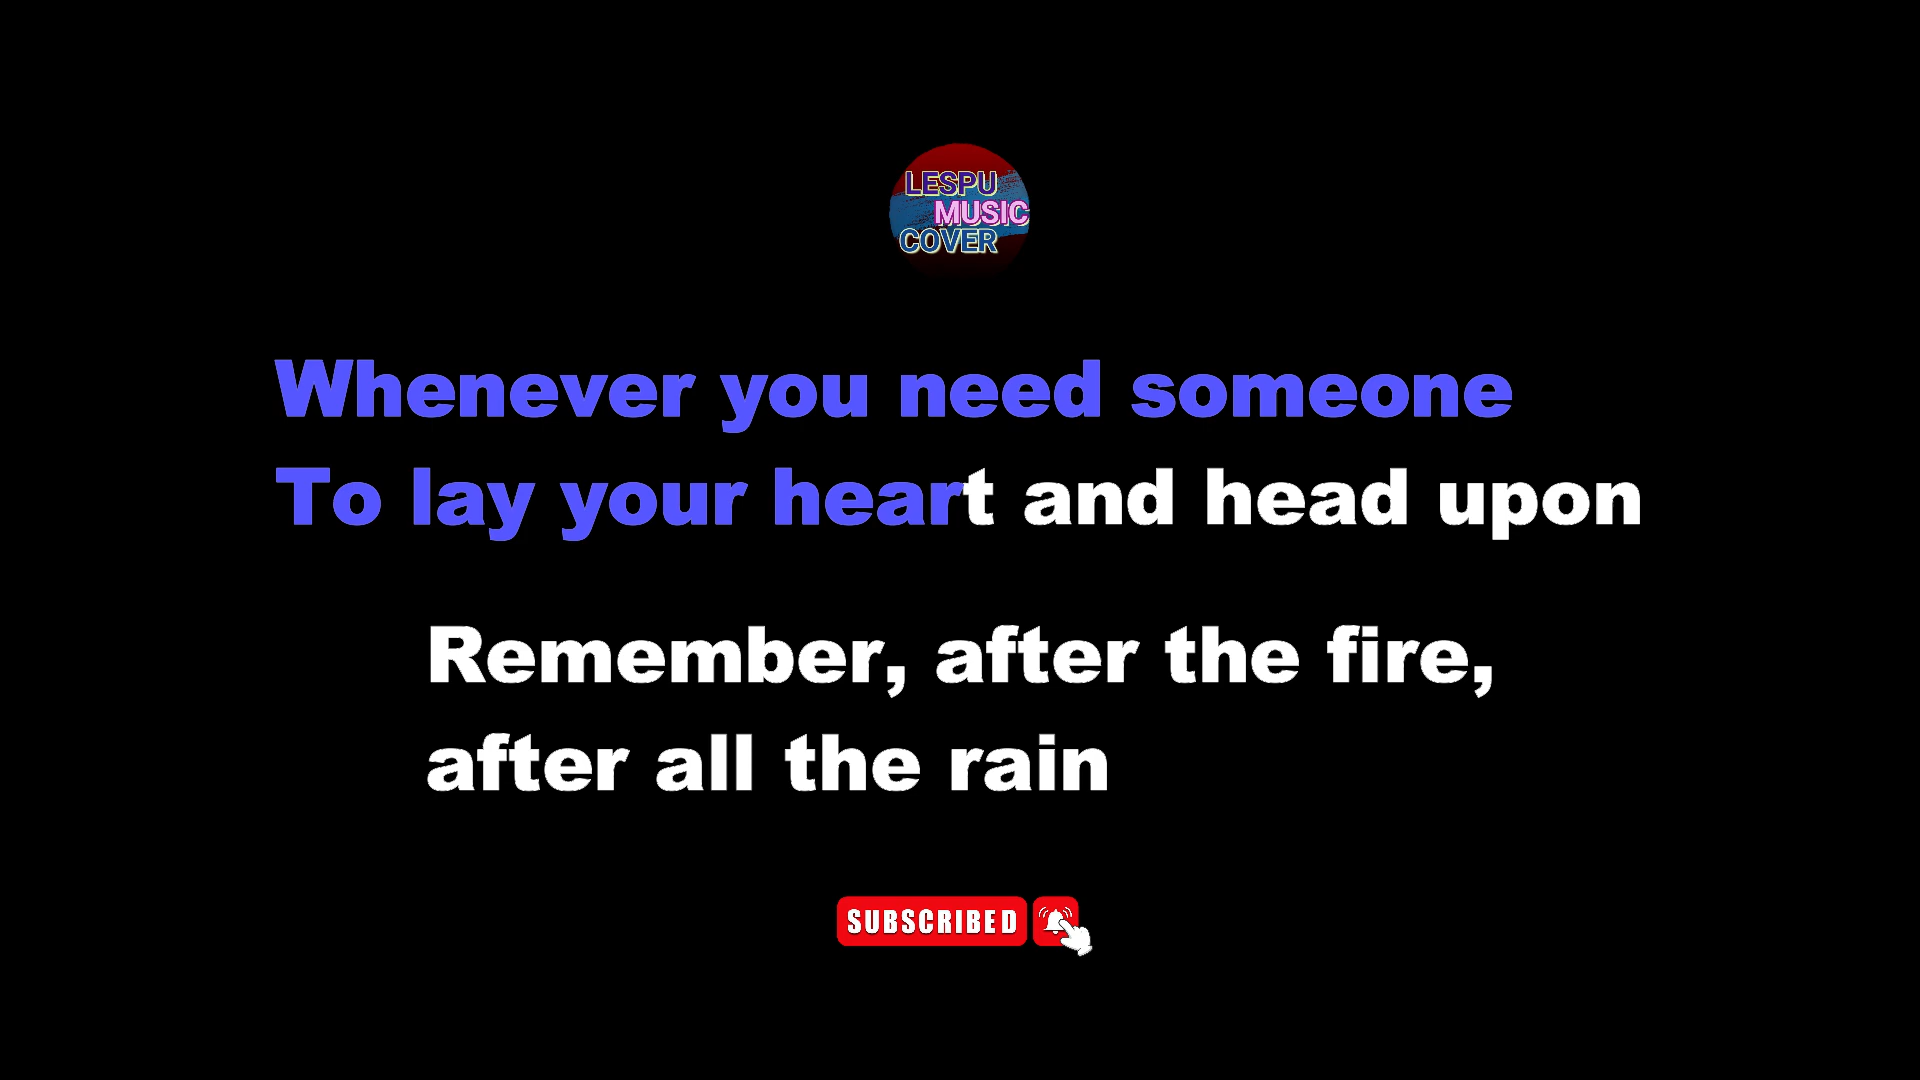 LESPU
MUSIC
COVER
Whenever you need someone
To lay your heart and head upon
Remember, after the fire,
after all the rain
SUBSCRIBED